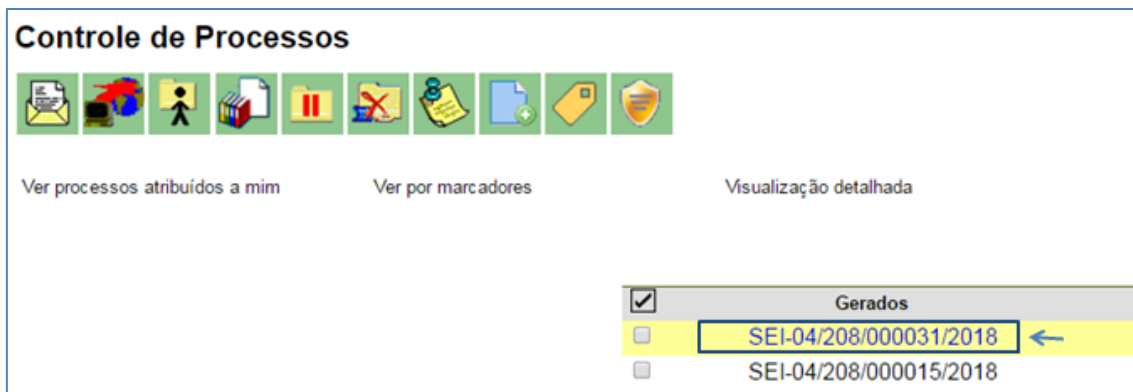 Controle de Processos
Ver processos atribuídos a mim Ver por marcadores Visualização detalhada
Gerados
SEI-04/208/000031/2018
SEI-04/208/000015/2018